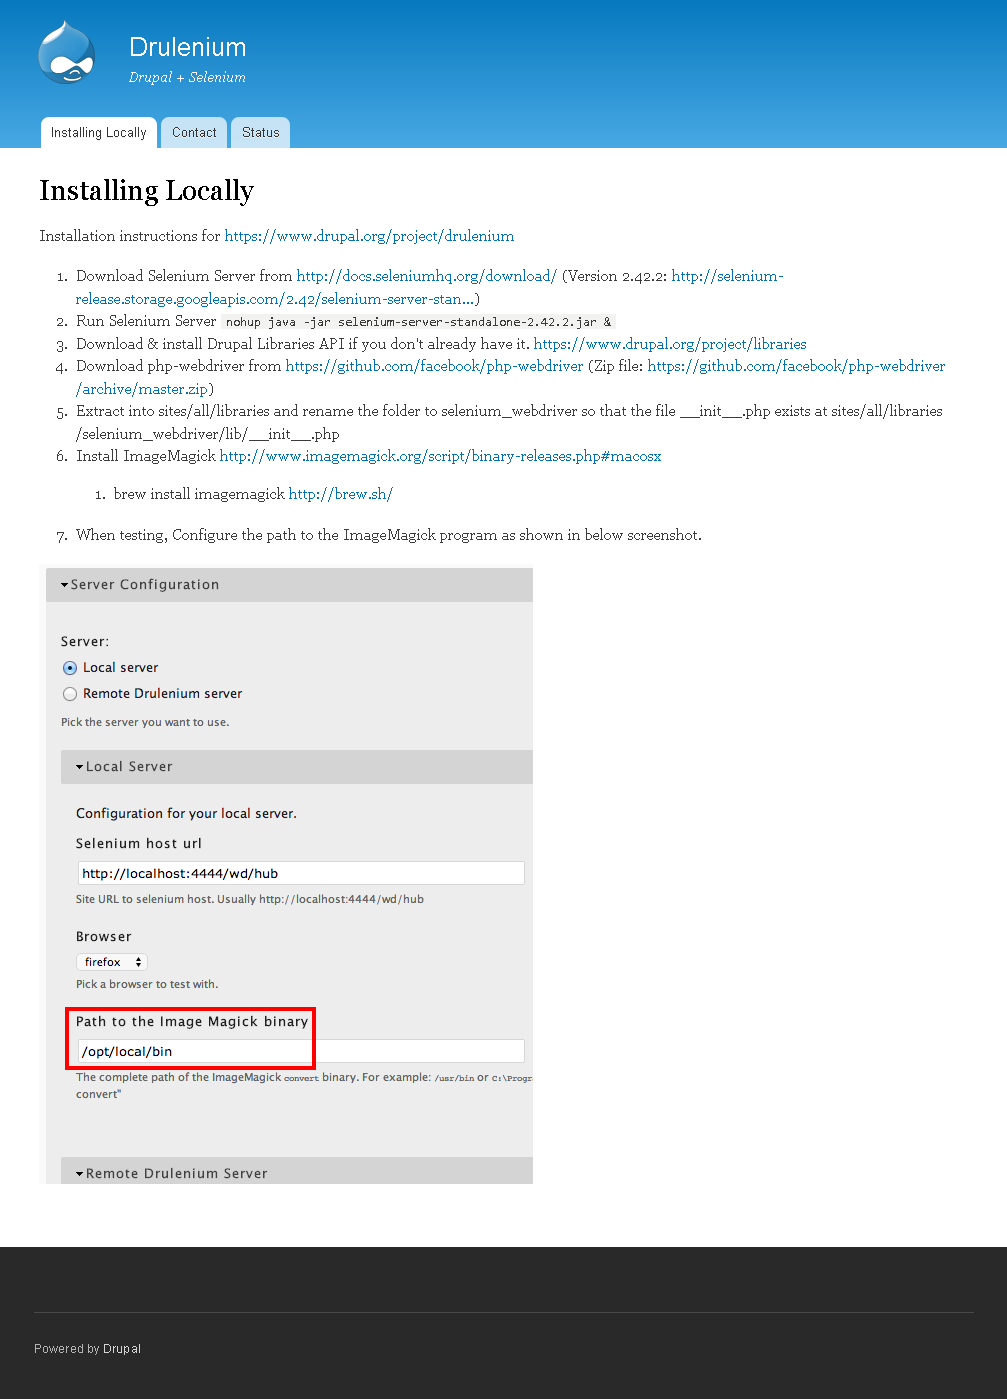 Drulenium
Drupal + Selenium
Installing Locally
Contact
Status
Installing Locally
Installation instructions for https://www.drupal.org/project/drulenium
1. Download Selenium Server from http://docs.seleniumhq.org/download/ (Version 2.42.2: http://selenium-
release.storage.googleapis.com/2.42/selenium-server-stan...)
2. Run Selenium Server nohup java -jar selenium-server-standalone-2.42.2.jar &
3. Download & install Drupal Libraries API if you don't already have it. https://www.drupal.org/project/libraries
4. Download php-webdriver from https://github.com/facebook/php-webdriver (Zip file: https://github.com/facebook/php-webdriver
/archive/master.zip)
5. Extract into sites/all/libraries and rename the folder to selenium_webdriver so that the file __init__.php exists at sites/all/libraries
/selenium_webdriver/lib/__init__.php
6. Install ImageMagick http://www.imagemagick.org/script/binary-releases.php#macosx
1. brew install imagemagick http://brew.sh/
7. When testing, Configure the path to the ImageMagick program as shown in below screenshot.
Server Configuration
Server:
Local server
Remote Drulenium server
Pick the server you want to use.
Local Server
Configuration for your local server.
Selenium host url
http://localhost:4444/wd/hub
Site URL to selenium host. Usually http://localhost:4444/wd/hub
Browser
firefox
Pick a browser to test with.
Path to the Image Magick binary
/opt/local/bin
The complete path of the ImageMagick convert binary. For example: /usr/bin or C:\Progr
convert"
Remote Drulenium Server
Powered by Drupal